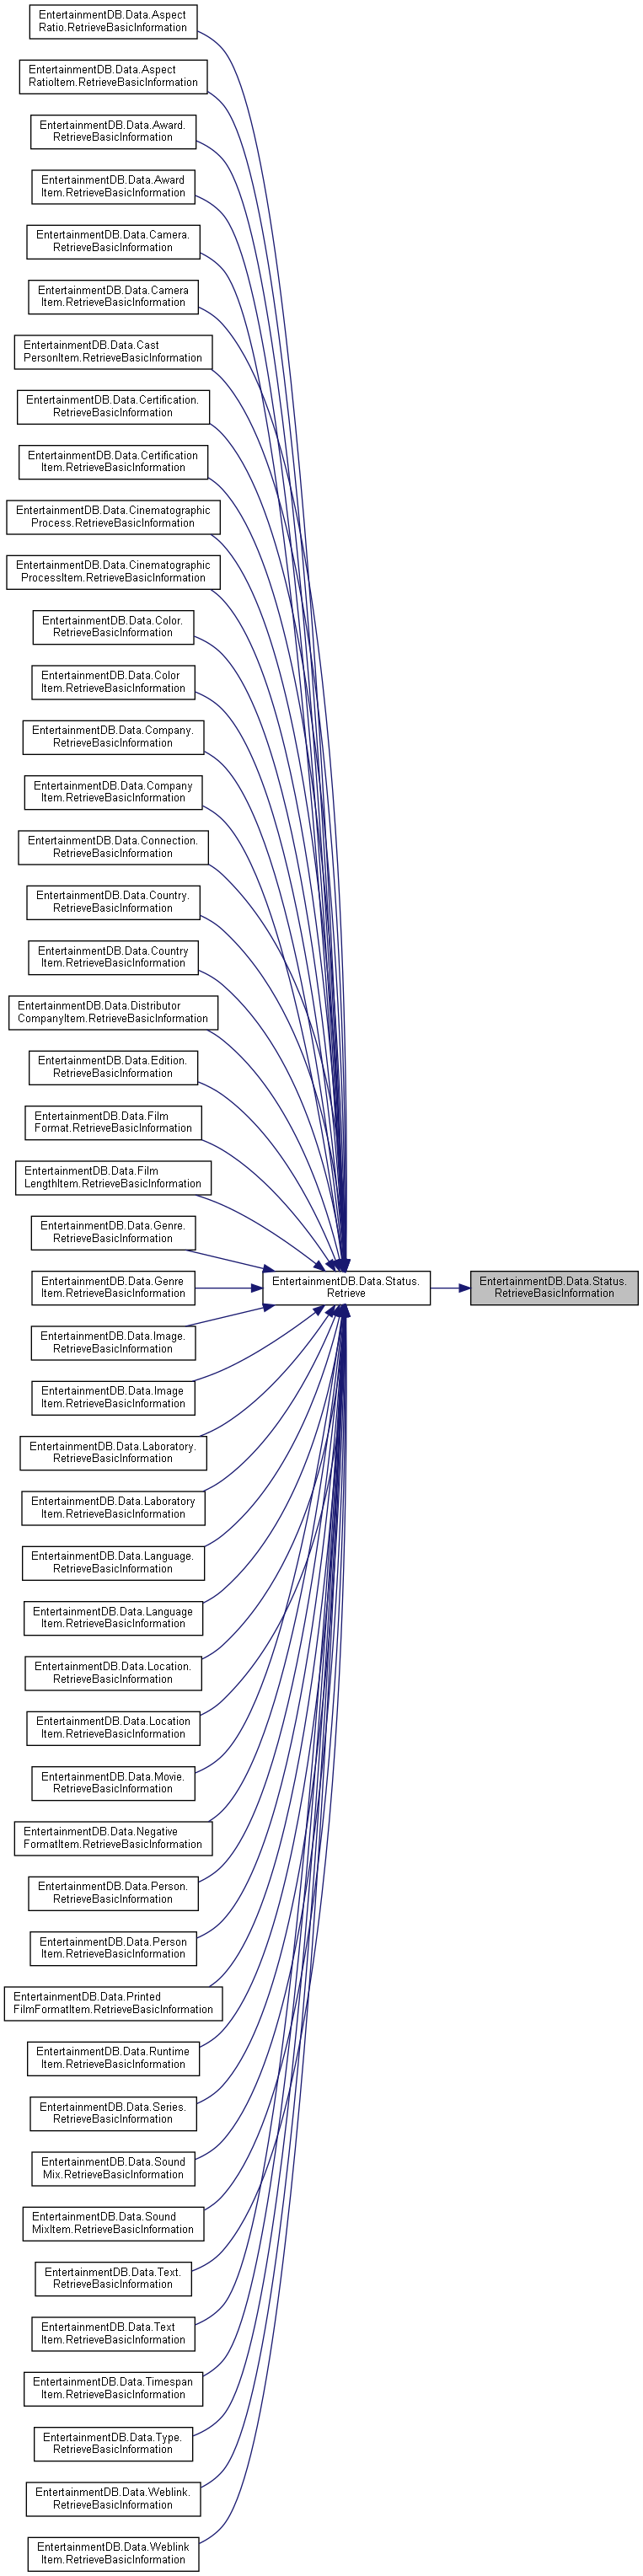 EntertainmentDB.Data.Aspect
Ratio.RetrieveBasicInformation
EntertainmentDB.Data.Aspect
RatioItem.RetrieveBasicInformation
EntertainmentDB.Data.Award.
RetrieveBasicInformation
EntertainmentDB.Data.Award
Item.RetrieveBasicInformation
EntertainmentDB.Data.Camera.
RetrieveBasicInformation
EntertainmentDB.Data.Camera
Item.RetrieveBasicInformation
EntertainmentDB.Data.Cast
PersonItem.RetrieveBasicInformation
EntertainmentDB.Data.Certification.
RetrieveBasicInformation
EntertainmentDB.Data.Certification
Item.RetrieveBasicInformation
EntertainmentDB.Data.Cinematographic
Process.RetrieveBasicInformation
EntertainmentDB.Data.Cinematographic
ProcessItem.RetrieveBasicInformation
EntertainmentDB.Data.Color.
RetrieveBasicInformation
EntertainmentDB.Data.Color
Item.RetrieveBasicInformation
EntertainmentDB.Data.Company.
RetrieveBasicInformation
EntertainmentDB.Data.Company
Item.RetrieveBasicInformation
EntertainmentDB.Data.Connection.
RetrieveBasicInformation
EntertainmentDB.Data.Country.
RetrieveBasicInformation
EntertainmentDB.Data.Country
Item.RetrieveBasicInformation
EntertainmentDB.Data.Distributor
CompanyItem.RetrieveBasicInformation
EntertainmentDB.Data.Edition.
RetrieveBasicInformation
EntertainmentDB.Data.Film
Format.RetrieveBasicInformation
EntertainmentDB.Data.Film
LengthItem.RetrieveBasicInformation
EntertainmentDB.Data.Genre.
RetrieveBasicInformation
EntertainmentDB.Data.Genre
Item.RetrieveBasicInformation
EntertainmentDB.Data.Status.
Retrieve
EntertainmentDB.Data.Status.
RetrieveBasicInformation
EntertainmentDB.Data.Image.
RetrieveBasicInformation
EntertainmentDB.Data.Image
Item.RetrieveBasicInformation
EntertainmentDB.Data.Laboratory.
RetrieveBasicInformation
EntertainmentDB.Data.Laboratory
Item.RetrieveBasicInformation
EntertainmentDB.Data.Language.
RetrieveBasicInformation
EntertainmentDB.Data.Language
Item.RetrieveBasicInformation
EntertainmentDB.Data.Location.
RetrieveBasicInformation
EntertainmentDB.Data.Location
Item.RetrieveBasicInformation
EntertainmentDB.Data.Movie.
RetrieveBasicInformation
EntertainmentDB.Data.Negative
FormatItem.RetrieveBasicInformation
EntertainmentDB.Data.Person.
RetrieveBasicInformation
EntertainmentDB.Data.Person
Item.RetrieveBasicInformation
EntertainmentDB.Data.Printed
FilmFormatItem.RetrieveBasicInformation
EntertainmentDB.Data.Runtime
Item.RetrieveBasicInformation
EntertainmentDB.Data.Series.
RetrieveBasicInformation
EntertainmentDB.Data.Sound
Mix.RetrieveBasicInformation
EntertainmentDB.Data.Sound
MixItem.RetrieveBasicInformation
EntertainmentDB.Data.Text.
RetrieveBasicInformation
EntertainmentDB.Data.Text
Item.RetrieveBasicInformation
EntertainmentDB.Data.Timespan
Item.RetrieveBasicInformation
EntertainmentDB.Data.Type.
RetrieveBasicInformation
EntertainmentDB.Data.Weblink.
RetrieveBasicInformation
EntertainmentDB.Data.Weblink
Item.RetrieveBasicInformation